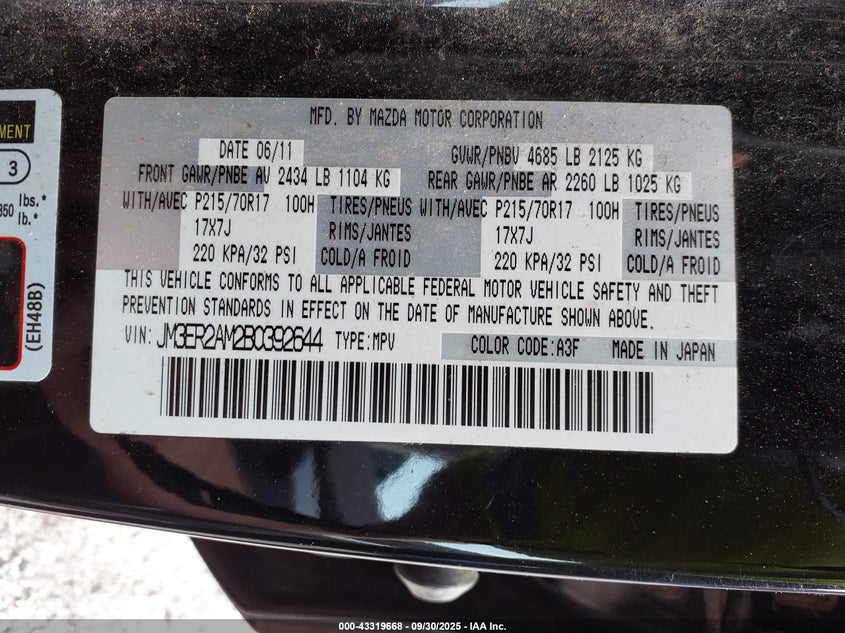 MENT
3
lbs.*
350
lb.*
(EH48B)
MFD. BY MAZDA MOTOR CORPORATION
DATE 06/11 GVWR/PNBV 4685 LB 2125 KG
FRONT GAWR/PNBE AV 2434 LB 1104 KG REAR GAWR/PNBE AR 2260 LB 1025 KG
WITH/AVEC P215/70R17 100H TIRES/PNEUS WITH/AVEC P215/70R17 100H TIRES/PNEUS
17X7J RIMS/JANTES 17X7J RIMS/JANTES
220 KPA/32 PSI COLD/A FROID 220 KPA/32 PSI COLD/A FROID
THIS VEHICLE CONFORMS TO ALL APPLICABLE FEDERAL MOTOR VEHICLE SAFETY AND THEFT
PREVENTION STANDARDS IN EFFECT ON THE DATE OF MANUFACTURE SHOWN ABOVE.
VIN: JM3ER2AM2B0392644 TYPE:MPV COLOR CODE:A3F MADE IN JAPAN
000-43319668 - 09/30/2025 - IAA Inc.